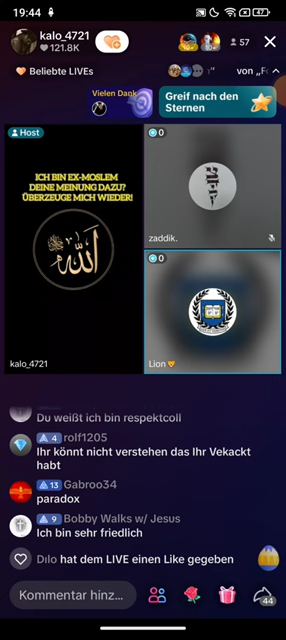 19:44
47
kalo_4721
121.8K
57
Beliebte LIVEs
von „F
Vielen Dank
Greif nach den
Sternen
Host
ICH BIN EX-MOSLEM
DEINE MEINUNG DAZU?
ÜBERZEUGE MICH WIEDER!
الله
kalo_4721
0
zaddik.
0
Lion
Du weißt ich bin respektcoll
4 rolf1205
Ihr könnt nicht verstehen das Ihr Vekackt
habt
13 Gabroo34
paradox
9 Bobby Walks w/ Jesus
Ich bin sehr friedlich
Dılo hat dem LIVE einen Like gegeben
Kommentar hinz...
44